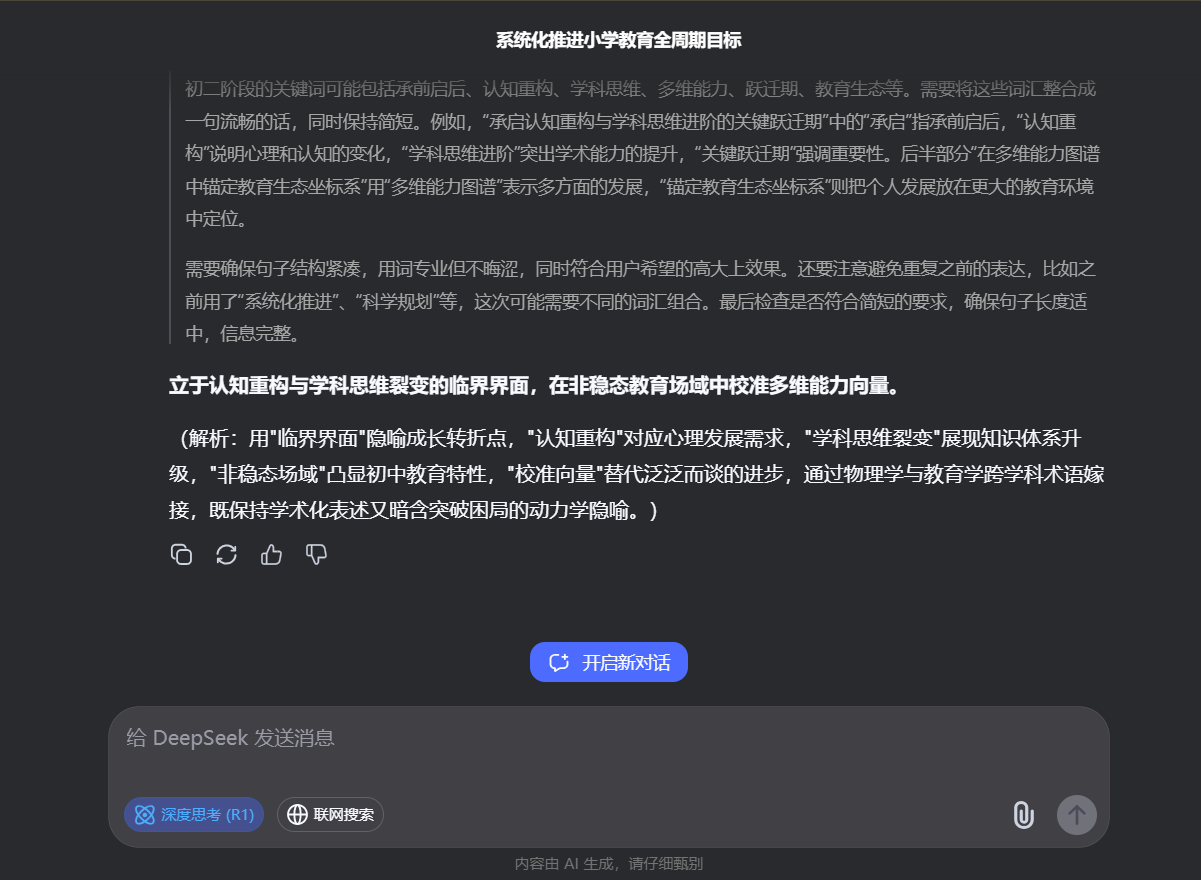 系统化推进小学教育全周期目标
初二阶段的关键词可能包括承前启后、认知重构、学科思维、多维能力、跃迁期、教育生态等。需要将这些词汇整合成
一句流畅的话，同时保持简短。例如，“承启认知重构与学科思维进阶的关键跃迁期”中的“承启”指承前启后，“认知重
构”说明心理和认知的变化，“学科思维进阶”突出学术能力的提升，“关键跃迁期”强调重要性。后半部分“在多维能力图谱
中锚定教育生态坐标系”用“多维能力图谱”表示多方面的发展，“锚定教育生态坐标系”则把个人发展放在更大的教育环境
中定位。
需要确保句子结构紧凑，用词专业但不晦涩，同时符合用户希望的高大上效果。还要注意避免重复之前的表达，比如之
前用了“系统化推进”、“科学规划”等，这次可能需要不同的词汇组合。最后检查是否符合简短的要求，确保句子长度适
中，信息完整。
立于认知重构与学科思维裂变的临界界面，在非稳态教育场域中校准多维能力向量。
（解析：用"临界界面"隐喻成长转折点，"认知重构"对应心理发展需求，"学科思维裂变"展现知识体系升
级，"非稳态场域"凸显初中教育特性，"校准向量"替代泛泛而谈的进步，通过物理学与教育学跨学科术语嫁
接，既保持学术化表述又暗含突破困局的动力学隐喻。）
开启新对话
给 DeepSeek 发送消息
深度思考 (R1)
联网搜索
内容由 AI 生成，请仔细甄别